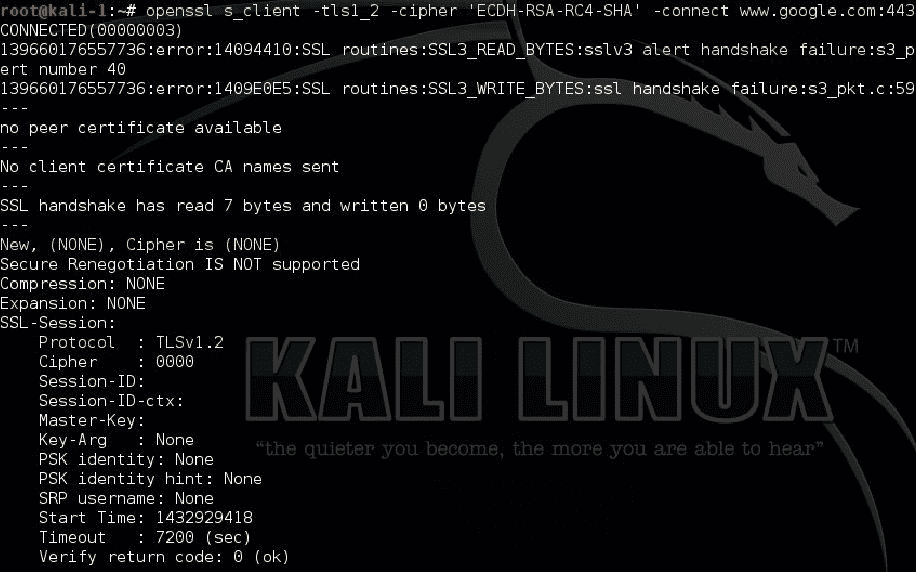 root@kali-1:~# openssl s_client -tls1_2 -cipher 'ECDH-RSA-RC4-SHA' -connect www.google.com:443
CONNECTED(00000003)
139660176557736:error:14094410:SSL routines:SSL3_READ_BYTES:sslv3 alert handshake failure:s3_p
ert number 40
139660176557736:error:1409E0E5:SSL routines:SSL3_WRITE_BYTES:ssl handshake failure:s3_pkt.c:59
---
no peer certificate available
---
No client certificate CA names sent
---
SSL handshake has read 7 bytes and written 0 bytes
---
New, (NONE), Cipher is (NONE)
Secure Renegotiation IS NOT supported
Compression: NONE
Expansion: NONE
SSL-Session:
    Protocol  : TLSv1.2
    Cipher    : 0000
    Session-ID:
    Session-ID-ctx:
    Master-Key:
    Key-Arg   : None
    PSK identity: None
    PSK identity hint: None
    SRP username: None
    Start Time: 1432929418
    Timeout   : 7200 (sec)
    Verify return code: 0 (ok)
KALI LINUX™
“the quieter you become, the more you are able to hear”